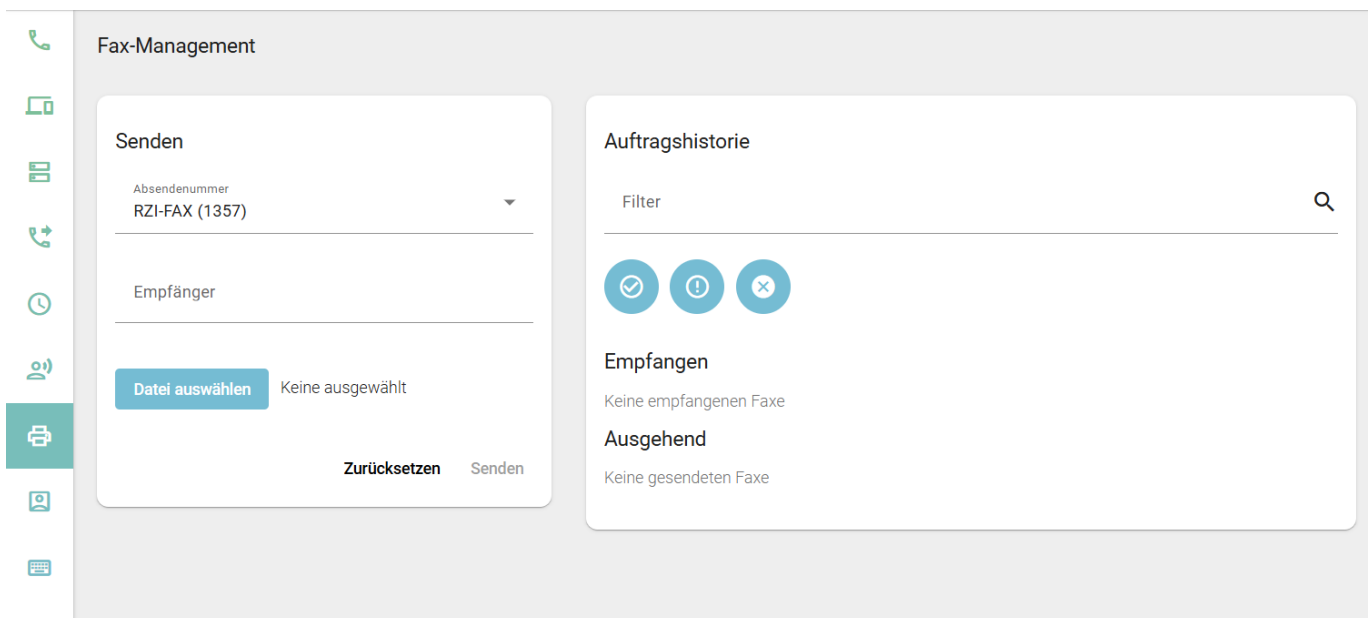 Fax-Management
Senden
Absendenummer
RZI-FAX (1357)
Empfänger
Datei auswählen Keine ausgewählt
Zurücksetzen Senden
Auftragshistorie
Filter
Empfangen
Keine empfangenen Faxe
Ausgehend
Keine gesendeten Faxe